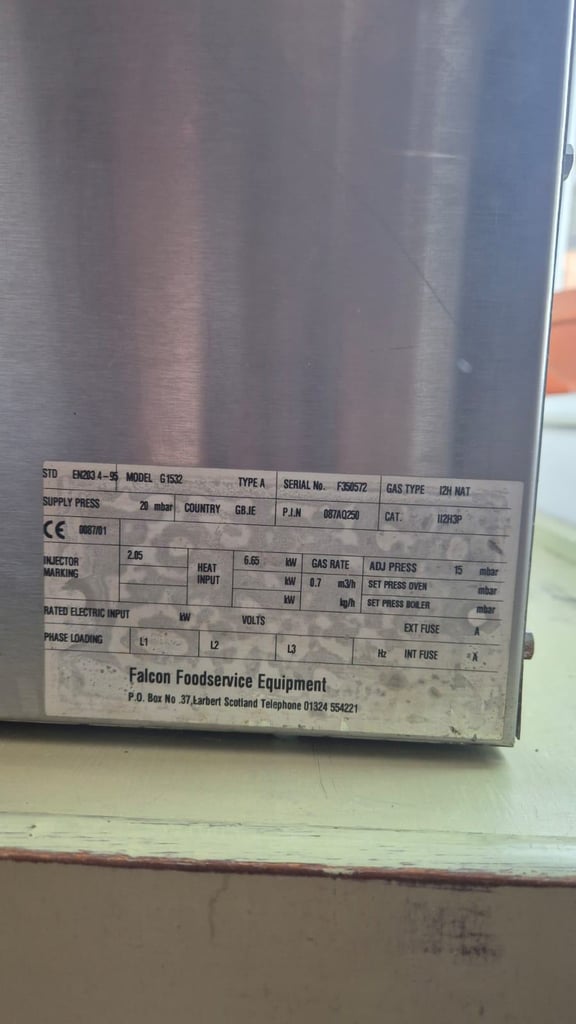 STD EN203 4-95 MODEL G1532 TYPE A SERIAL No. F350572 GAS TYPE I2H NAT
SUPPLY PRESS 20 mbar COUNTRY GB.IE P.I.N 087AQ250 CAT. II2H3P
CE 0087/01
INJECTOR MARKING 2.05 HEAT INPUT 6.65 kW GAS RATE ADJ PRESS 15 mbar
kW 0.7 m3/h SET PRESS OVEN mbar
kW kg/h SET PRESS BOILER mbar
RATED ELECTRIC INPUT kW VOLTS EXT FUSE A
PHASE LOADING L1 L2 L3 Hz INT FUSE A
Falcon Foodservice Equipment
P.O. Box No .37,Larbert Scotland Telephone 01324 554221